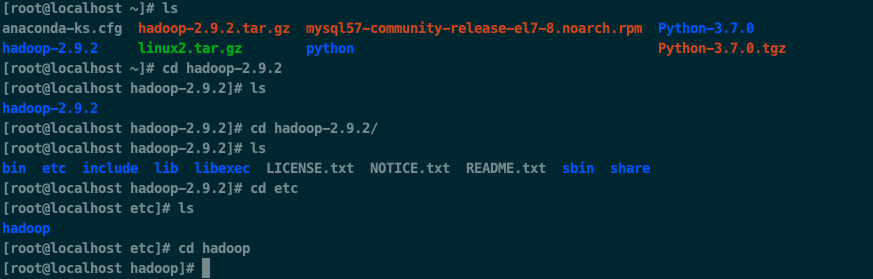 [root@localhost ~]# ls
anaconda-ks.cfg hadoop-2.9.2.tar.gz mysql57-community-release-el7-8.noarch.rpm Python-3.7.0
hadoop-2.9.2 linux2.tar.gz python Python-3.7.0.tgz
[root@localhost ~]# cd hadoop-2.9.2
[root@localhost hadoop-2.9.2]# ls
hadoop-2.9.2
[root@localhost hadoop-2.9.2]# cd hadoop-2.9.2/
[root@localhost hadoop-2.9.2]# ls
bin etc include lib libexec LICENSE.txt NOTICE.txt README.txt sbin share
[root@localhost hadoop-2.9.2]# cd etc
[root@localhost etc]# ls
hadoop
[root@localhost etc]# cd hadoop
[root@localhost hadoop]#